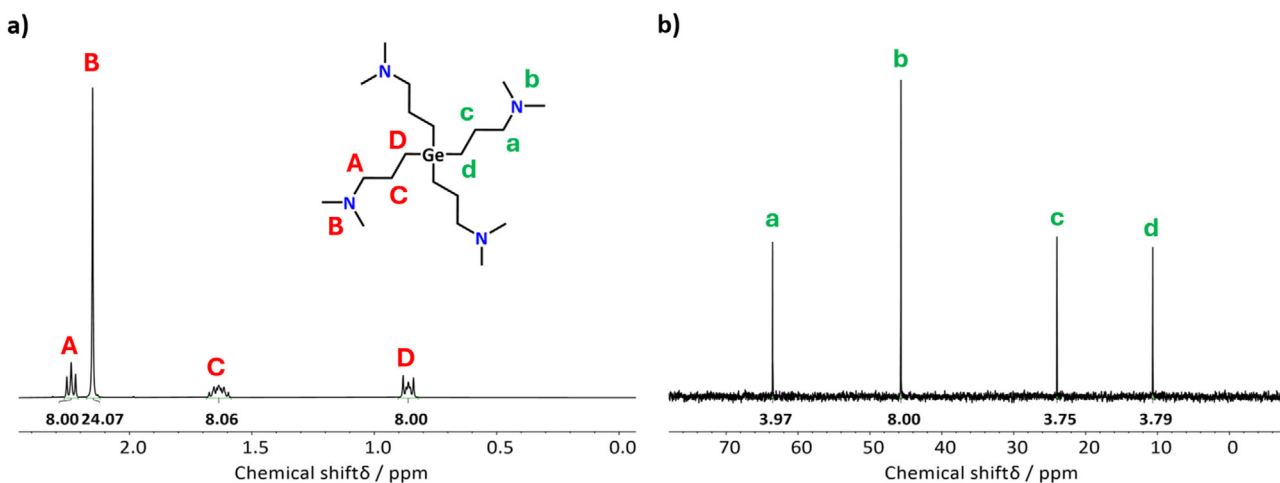 a)
B
A
C
D
N
N
b
c
a
D
Ge
d
A
C
N
B
N
8.00 24.07
8.06
8.00
2.0
1.5
1.0
0.5
0.0
Chemical shiftδ / ppm
b)
a
b
c
d
3.97
8.00
3.75
3.79
70
60
50
40
30
20
10
0
Chemical shiftδ / ppm